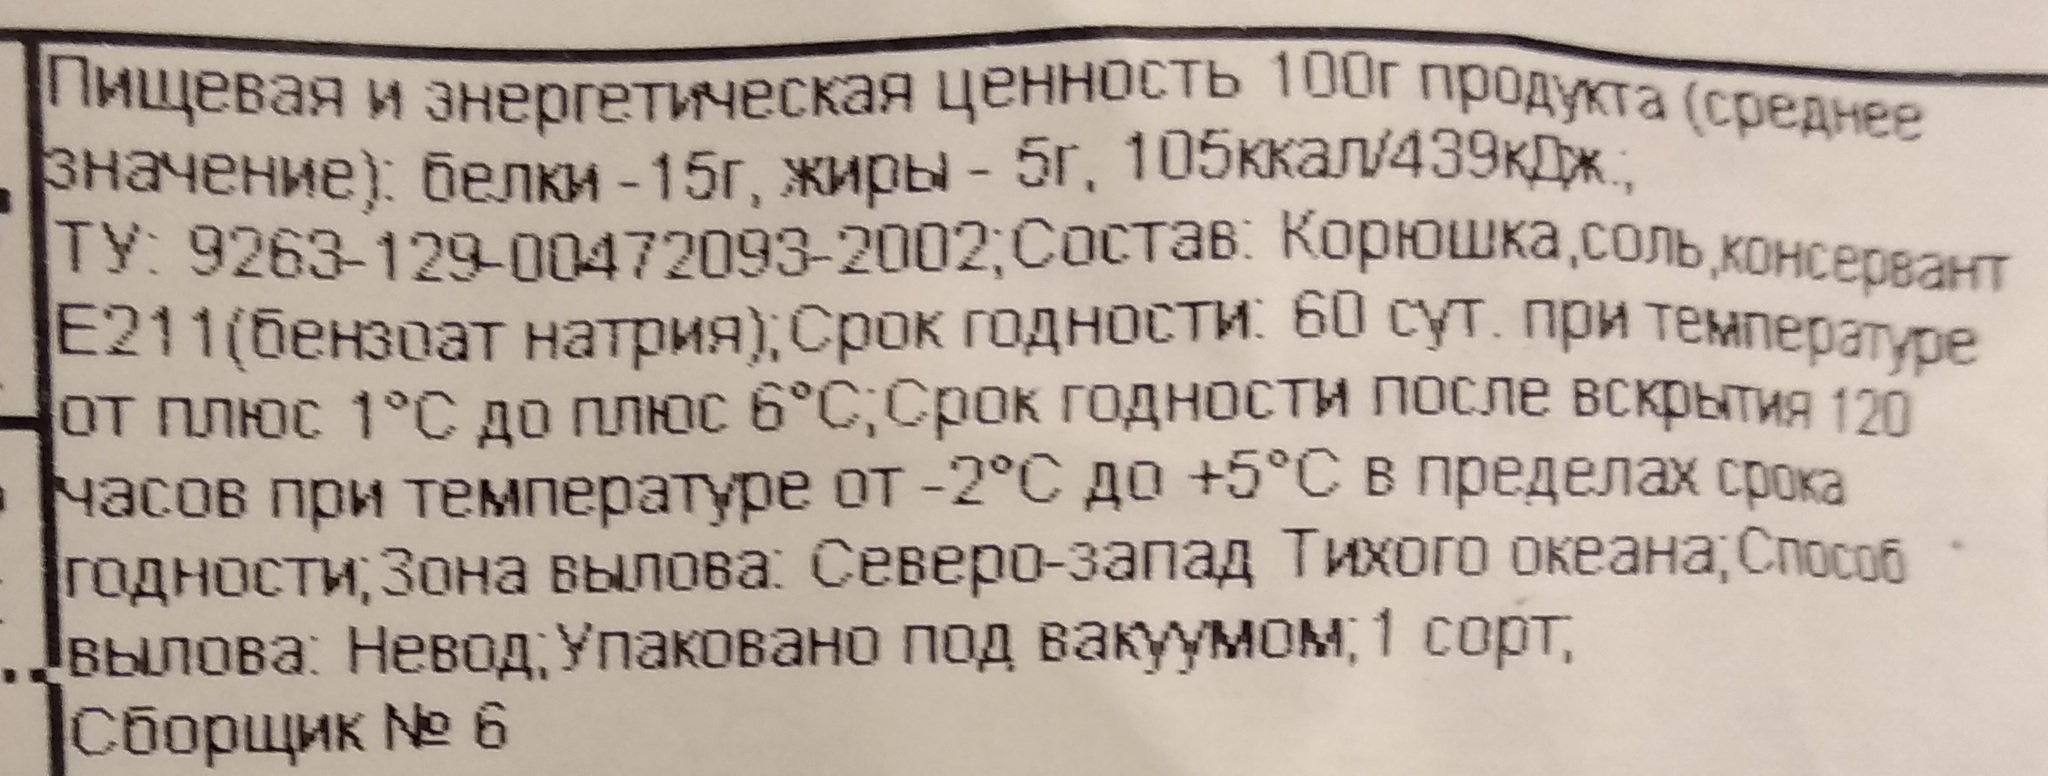 Пищевая и энергетическая ценность 100г продукта (среднее
значение): белки -15г, жиры - 5г, 105ккал/439кДж.;
ТУ: 9263-129-00472093-2002;Состав: Корюшка,соль,консервант
Е211(бензоат натрия);Срок годности: 60 сут. при температуре
от плюс 1°С до плюс 6°С;Срок годности после вскрытия 120
часов при температуре от -2°С до +5°С в пределах срока
годности;Зона вылова: Северо-запад Тихого океана;Способ
вылова: Невод;Упаковано под вакуумом;1 сорт;
Сборщик № 6